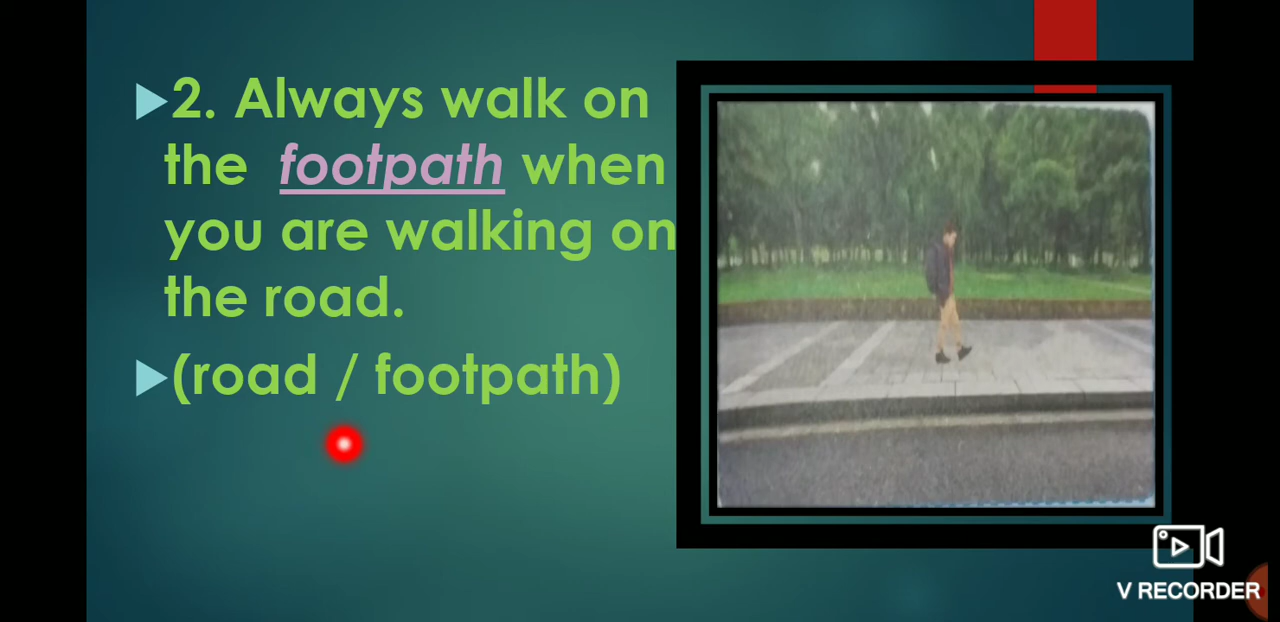 2. Always walk on
the footpath when
you are walking on
the road.
(road / footpath)
V RECORDER